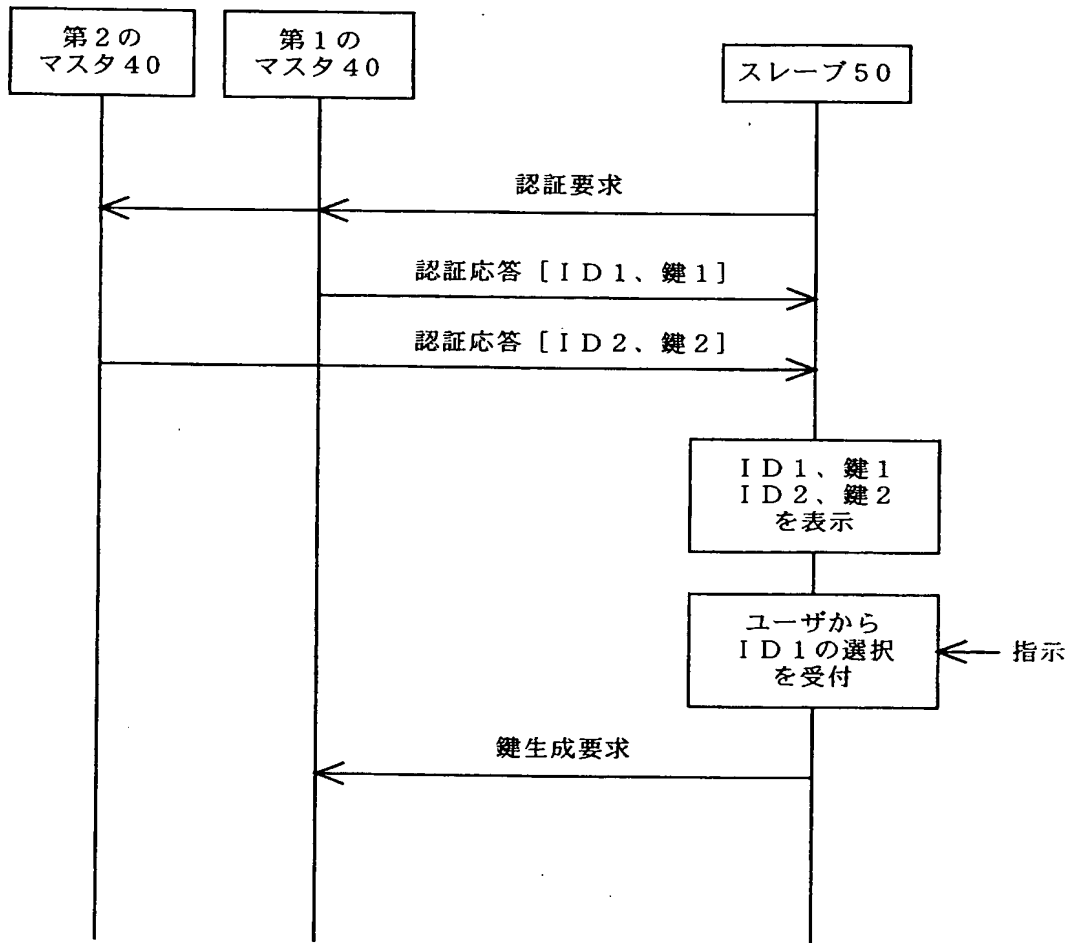 第２の
マスタ４０
第１の
マスタ４０
スレーブ５０
認証要求
認証応答［ＩＤ１、鍵１］
認証応答［ＩＤ２、鍵２］
ＩＤ１、鍵１
ＩＤ２、鍵２
を表示
ユーザから
ＩＤ１の選択
を受付
指示
鍵生成要求